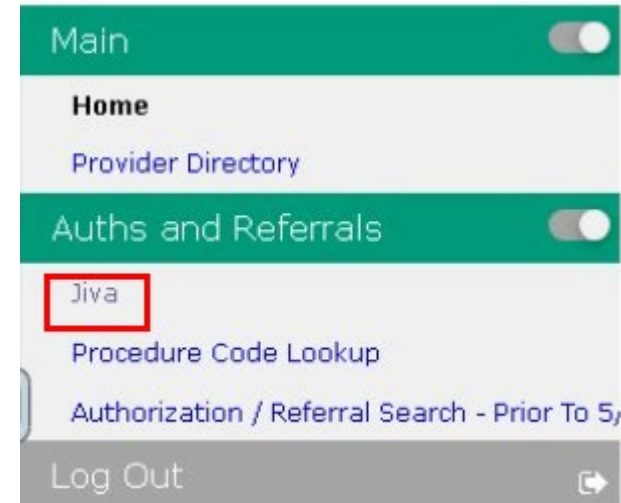 Main
Home
Provider Directory
Auths and Referrals
Jiva
Procedure Code Lookup
Authorization / Referral Search - Prior To 5/
Log Out